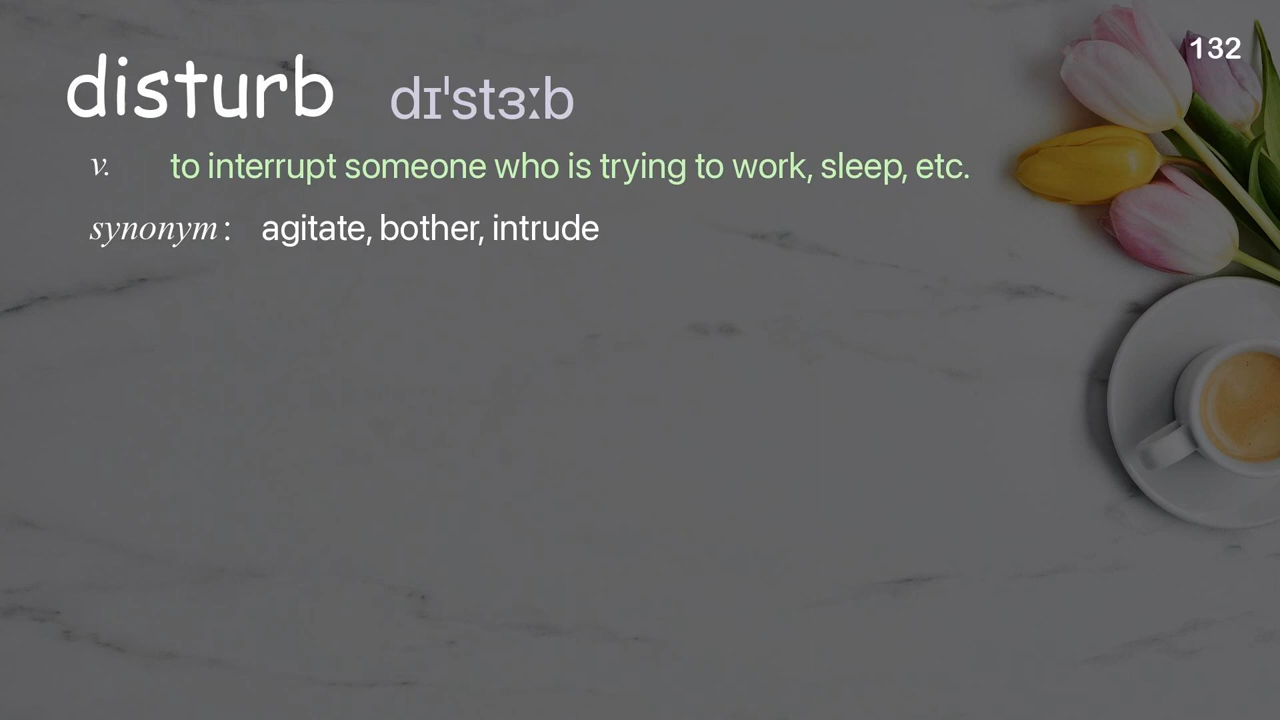 132
disturb dɪˈstɜːb
v. to interrupt someone who is trying to work, sleep, etc.
synonym : agitate, bother, intrude